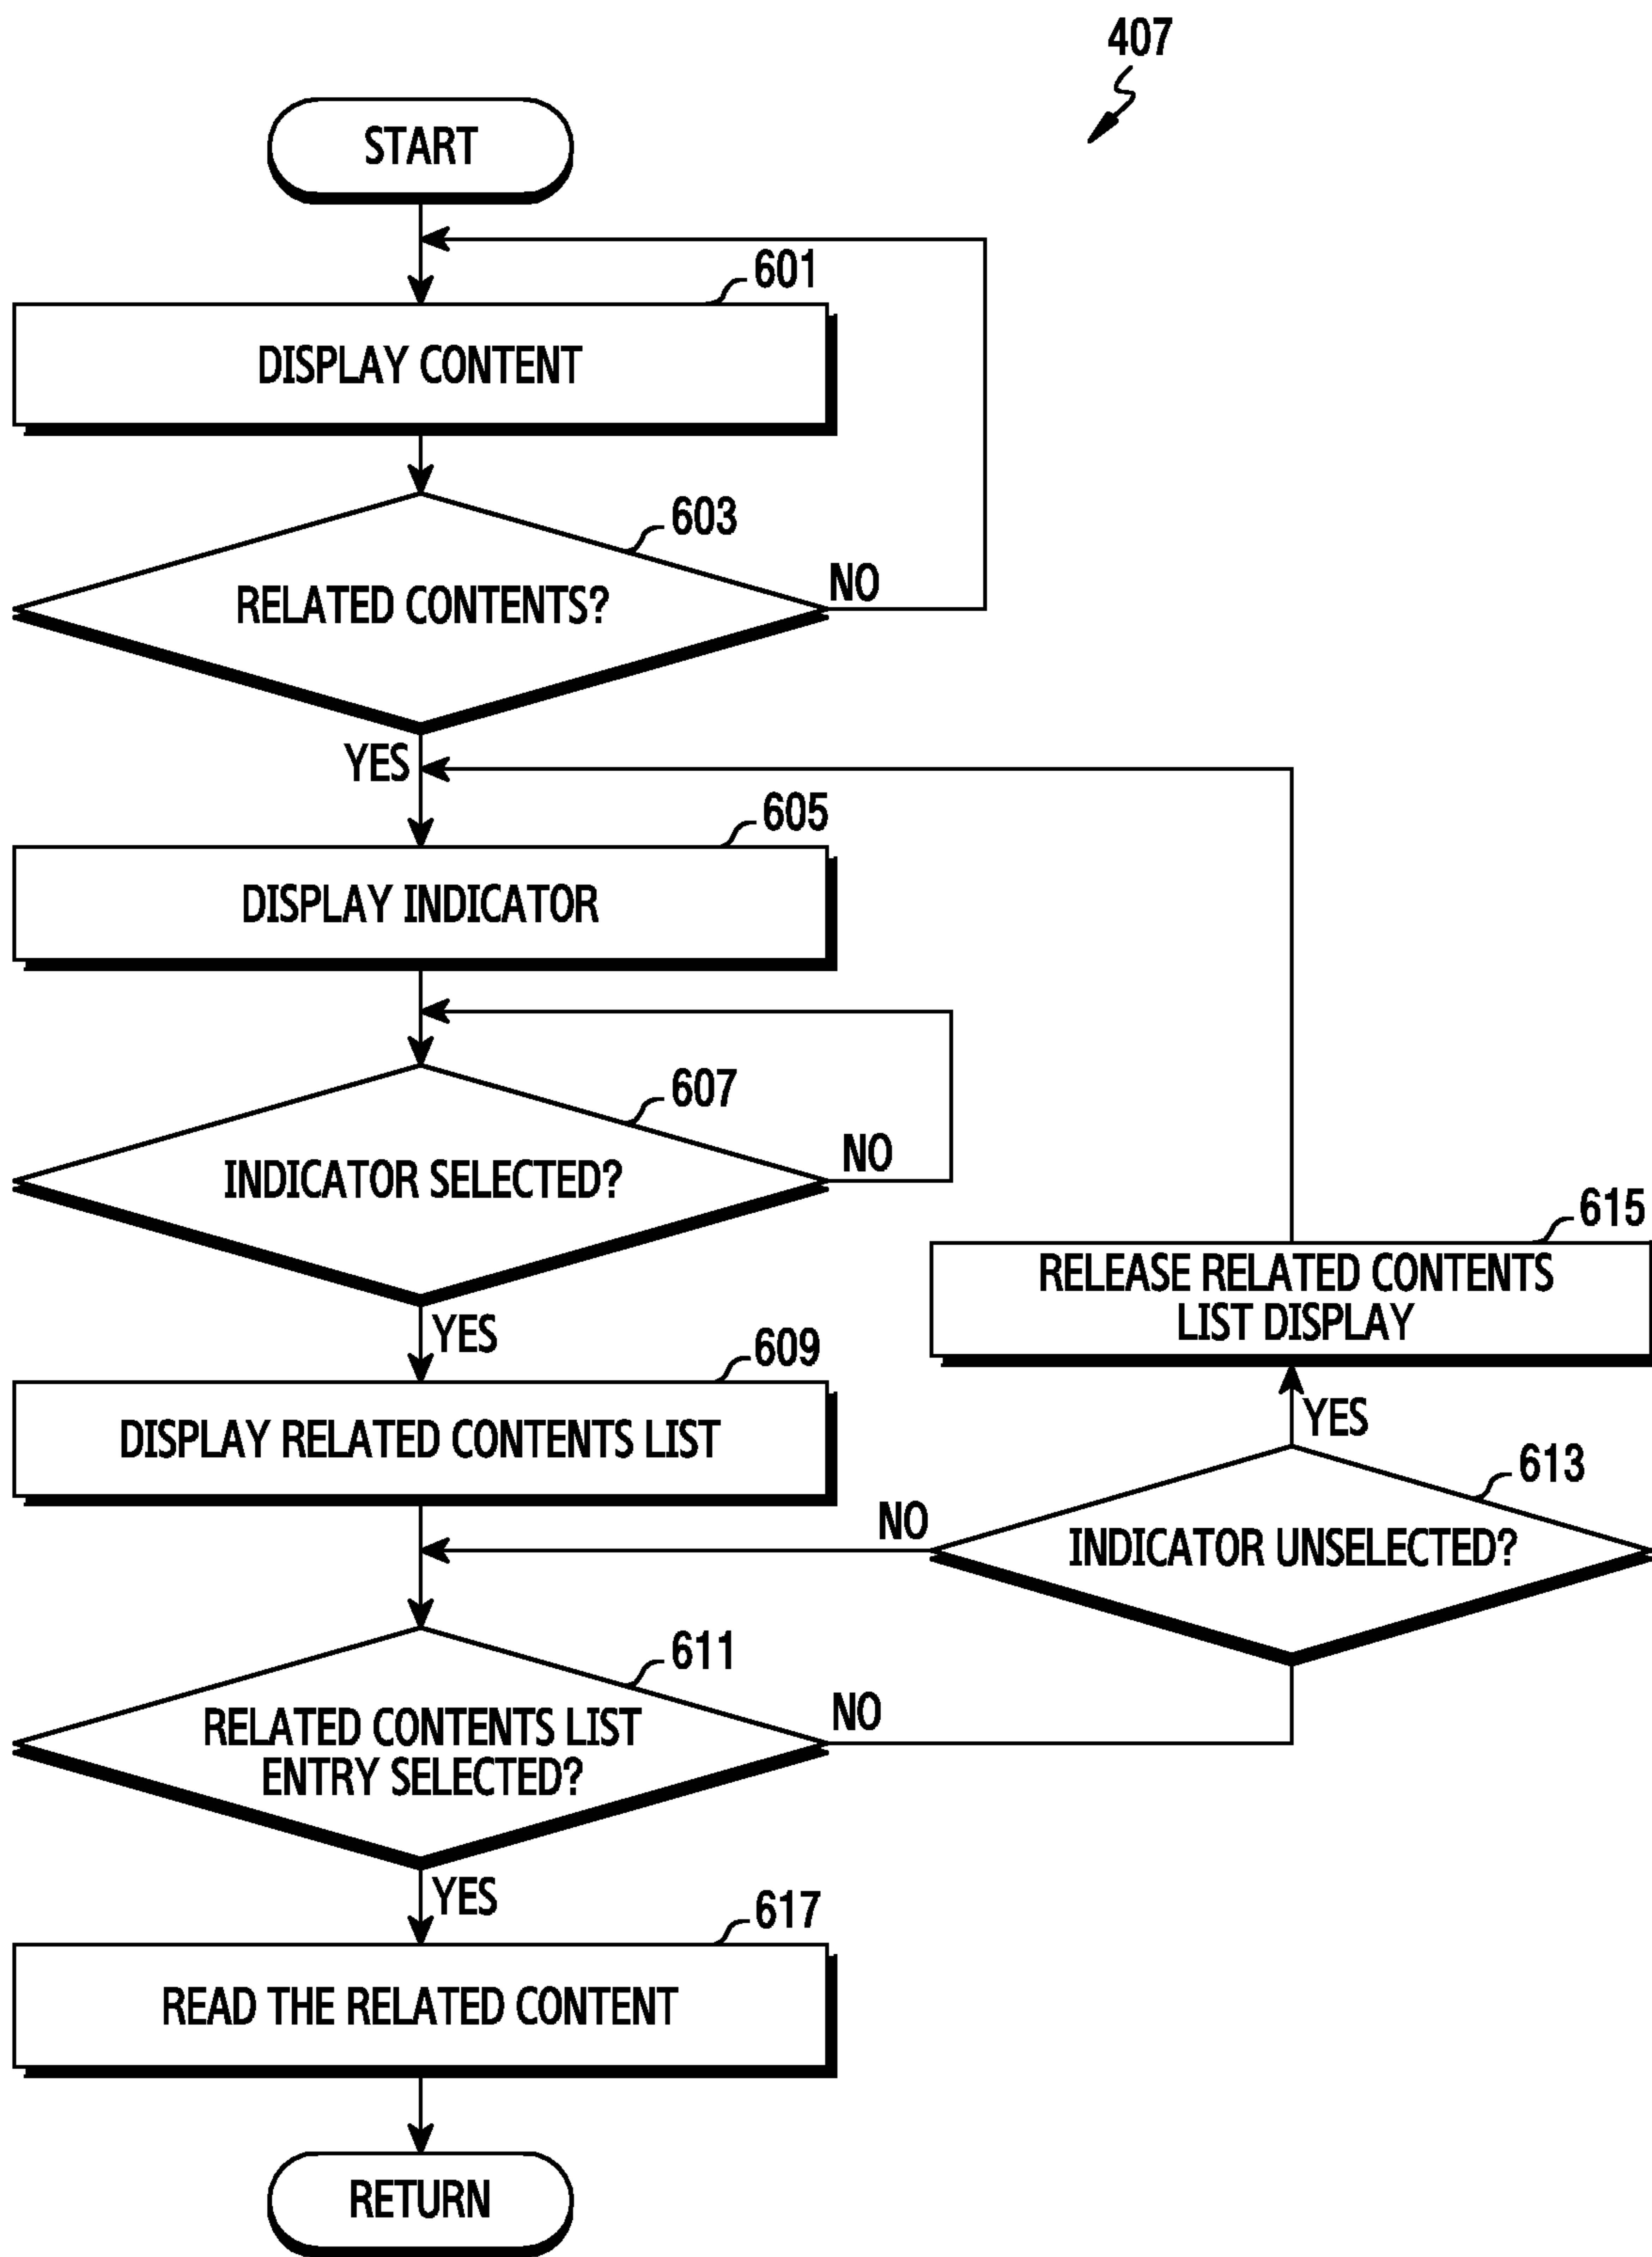 407
START
601
DISPLAY CONTENT
603
RELATED CONTENTS?
NO
YES
605
DISPLAY INDICATOR
607
INDICATOR SELECTED?
NO
YES
609
DISPLAY RELATED CONTENTS LIST
615
RELEASE RELATED CONTENTS
LIST DISPLAY
YES
613
INDICATOR UNSELECTED?
NO
611
RELATED CONTENTS LIST
ENTRY SELECTED?
NO
YES
617
READ THE RELATED CONTENT
RETURN